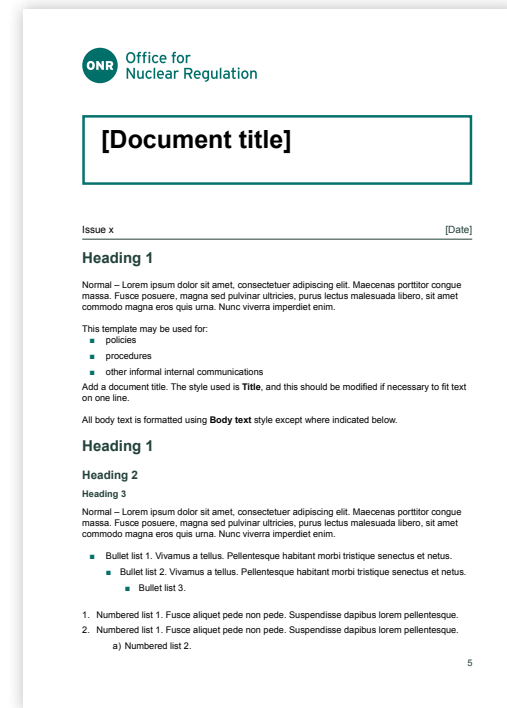 ONR Office for
Nuclear Regulation
[Document title]
Issue x [Date]
Heading 1
Normal – Lorem ipsum dolor sit amet, consectetuer adipiscing elit. Maecenas porttitor congue
massa. Fusce posuere, magna sed pulvinar ultricies, purus lectus malesuada libero, sit amet
commodo magna eros quis urna. Nunc viverra imperdiet enim.
This template may be used for:
■ policies
■ procedures
■ other informal internal communications
Add a document title. The style used is Title, and this should be modified if necessary to fit text
on one line.
All body text is formatted using Body text style except where indicated below.
Heading 1
Heading 2
Heading 3
Normal – Lorem ipsum dolor sit amet, consectetuer adipiscing elit. Maecenas porttitor congue
massa. Fusce posuere, magna sed pulvinar ultricies, purus lectus malesuada libero, sit amet
commodo magna eros quis urna. Nunc viverra imperdiet enim.
■ Bullet list 1. Vivamus a tellus. Pellentesque habitant morbi tristique senectus et netus.
■ Bullet list 2. Vivamus a tellus. Pellentesque habitant morbi tristique senectus et netus.
■ Bullet list 3.
1. Numbered list 1. Fusce aliquet pede non pede. Suspendisse dapibus lorem pellentesque.
2. Numbered list 1. Fusce aliquet pede non pede. Suspendisse dapibus lorem pellentesque.
a) Numbered list 2.
5